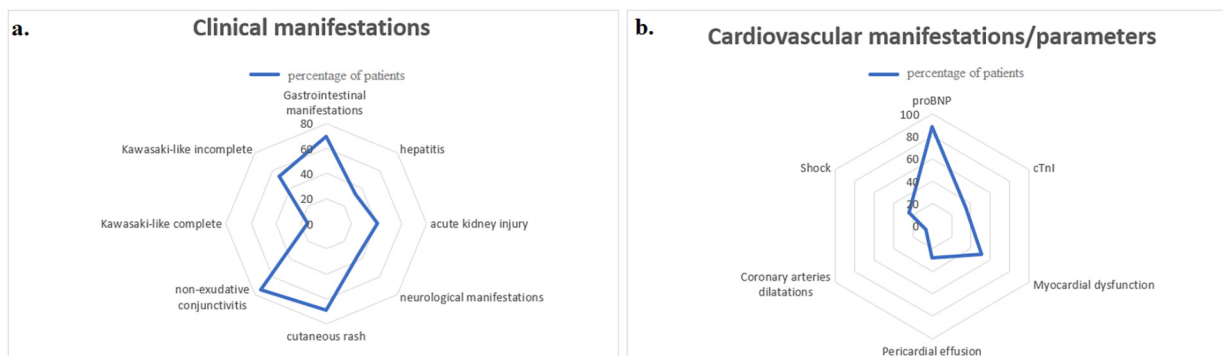 a.
Clinical manifestations
percentage of patients
Gastrointestinal
manifestations
80
60
40
20
0
hepatitis
acute kidney injury
neurological manifestations
cutaneous rash
non-exudative
conjunctivitis
Kawasaki-like complete
Kawasaki-like incomplete
b.
Cardiovascular manifestations/parameters
percentage of patients
proBNP
100
80
60
40
20
0
cTnI
Myocardial dysfunction
Pericardial effusion
Coronary arteries
dilatations
Shock